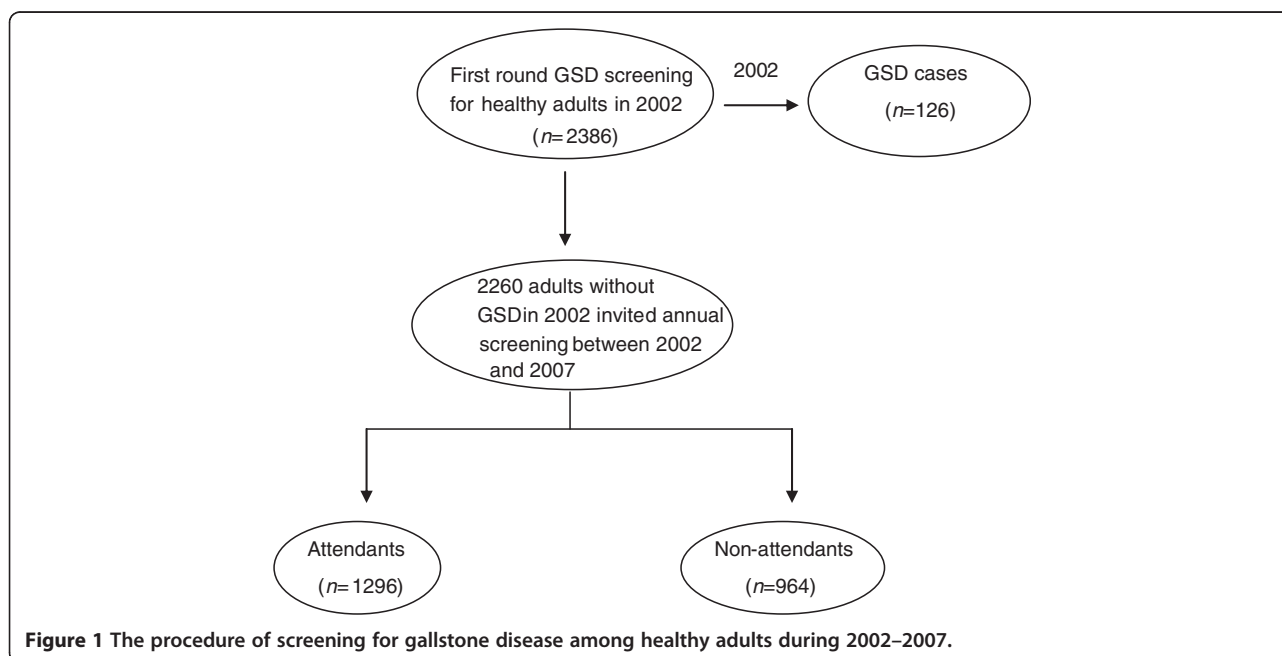 First round GSD screening
for healthy adults in 2002
(n=2386)
2002
GSD cases
(n=126)
2260 adults without
GSDin 2002 invited annual
screening between 2002
and 2007
Attendants
(n=1296)
Non-attendants
(n=964)
Figure 1 The procedure of screening for gallstone disease among healthy adults during 2002–2007.